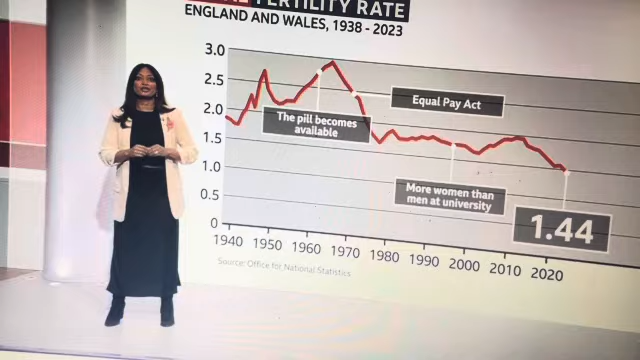 FERTILITY RATE
ENGLAND AND WALES, 1938 - 2023
3.0
2.5
2.0
1.5
1.0
0.5
0
The pill becomes
available
Equal Pay Act
More women than
men at university
1.44
1940 1950 1960 1970 1980 1990 2000 2010 2020
Source: Office for National Statistics